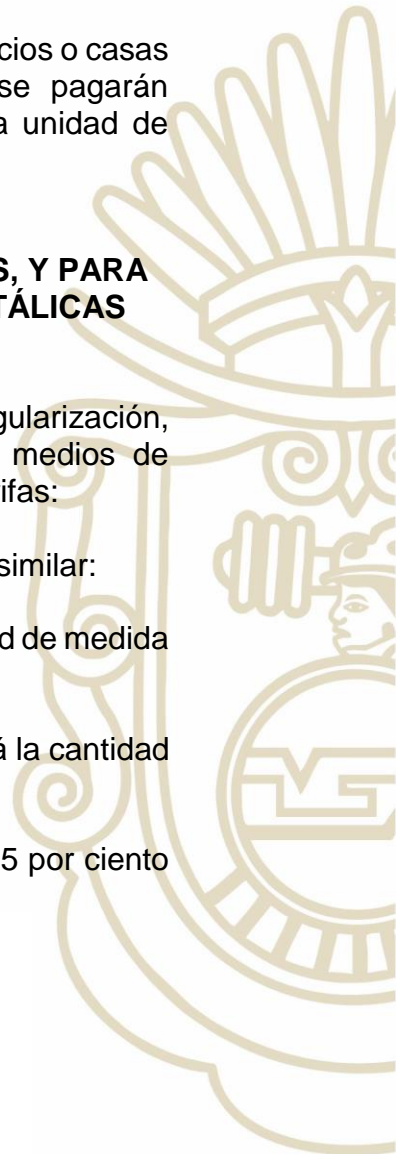 cios o casas
se pagarán
a unidad de
S, Y PARA
TÁLICAS
gularización,
medios de
ifas:
similar:
d de medida
á la cantidad
5 por ciento